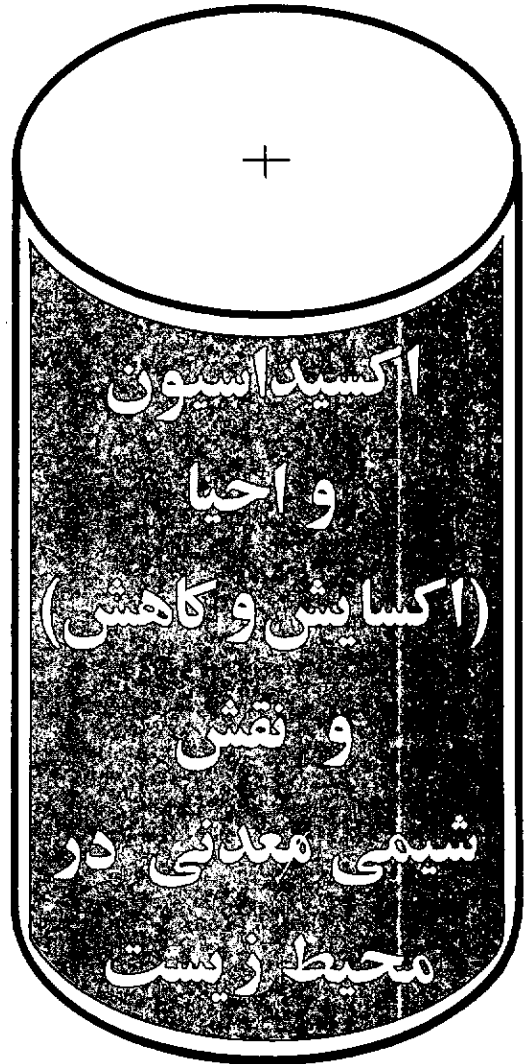 اکسیداسیون
و احیا
(اکسایش و کاهش)
و نقش
شیمی معدنی در
محیط زیست